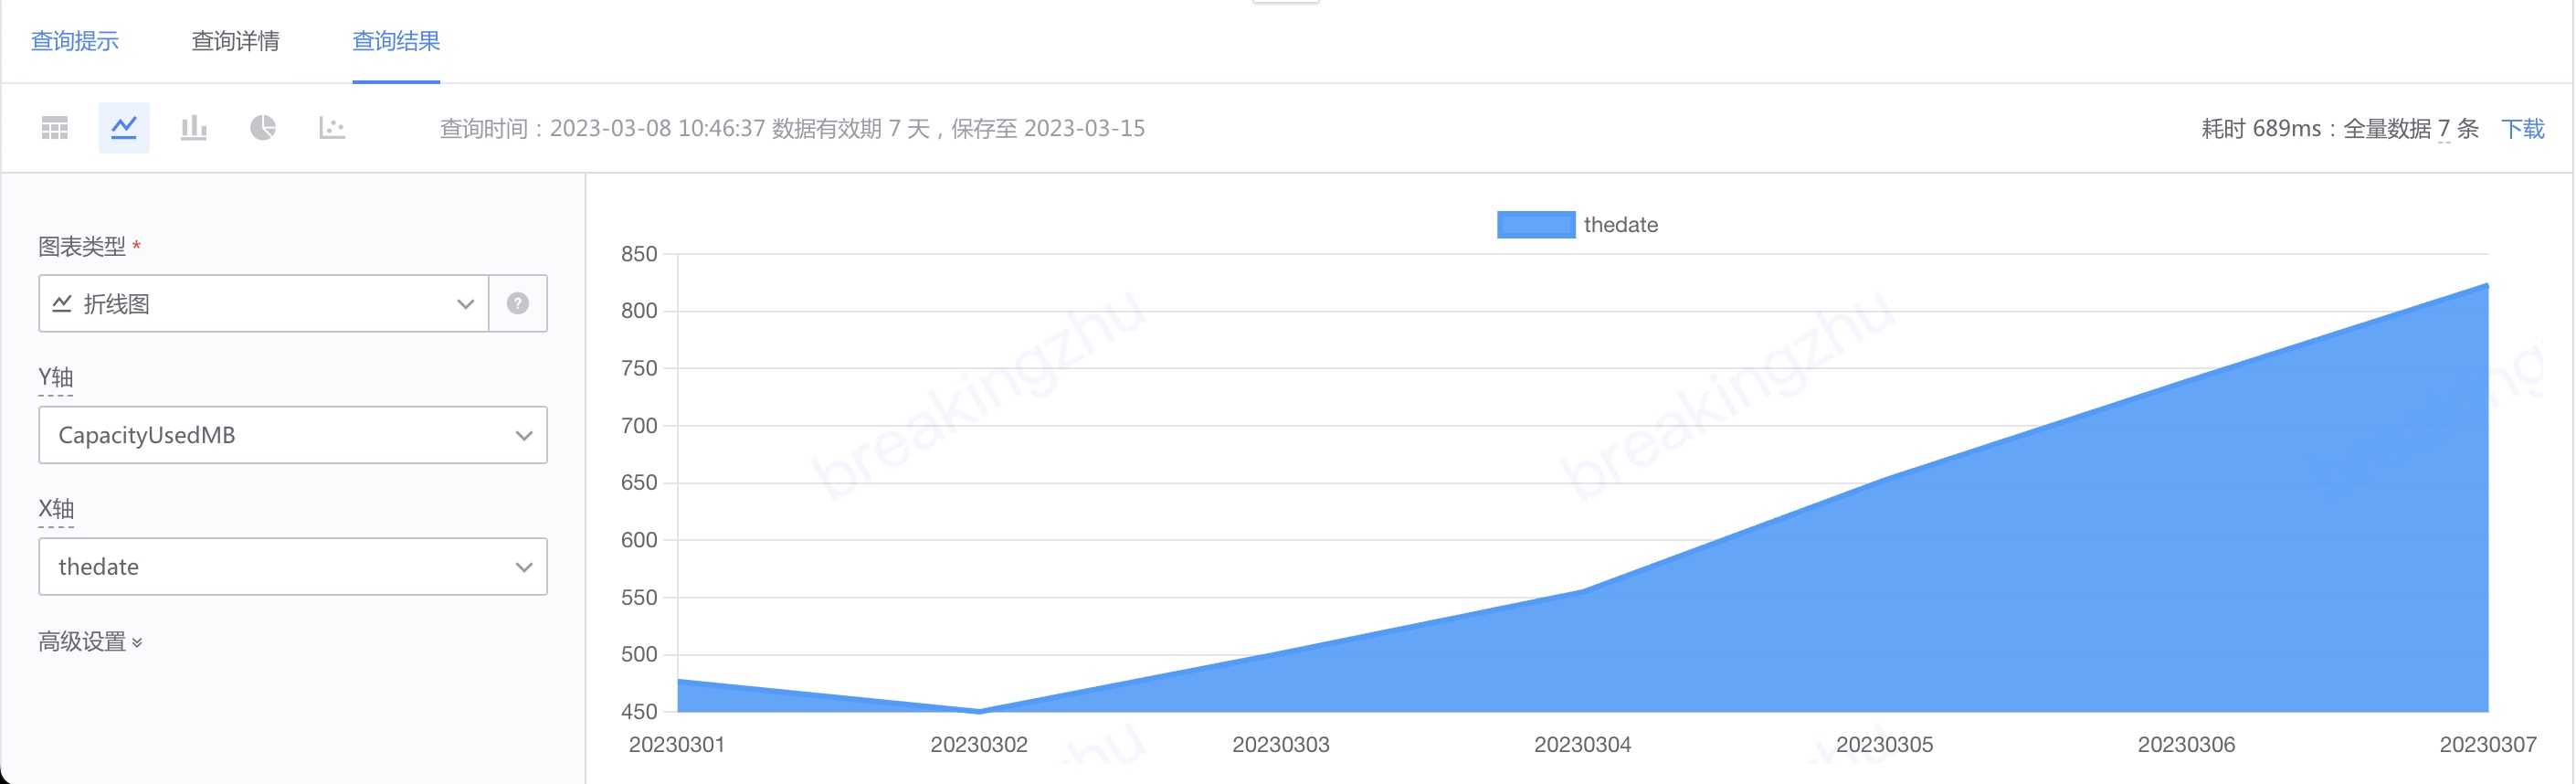 查询提示 查询详情 查询结果
查询时间：2023-03-08 10:46:37 数据有效期 7 天，保存至 2023-03-15 耗时 689ms：全量数据 7 条 下载
图表类型 *
折线图 ?
Y轴
CapacityUsedMB
X轴
thedate
高级设置
thedate
850
800
750
700
650
600
550
500
450
20230301 20230302 20230303 20230304 20230305 20230306 20230307
breakingzhu
breakingzhu
breaking
zhu
zhu